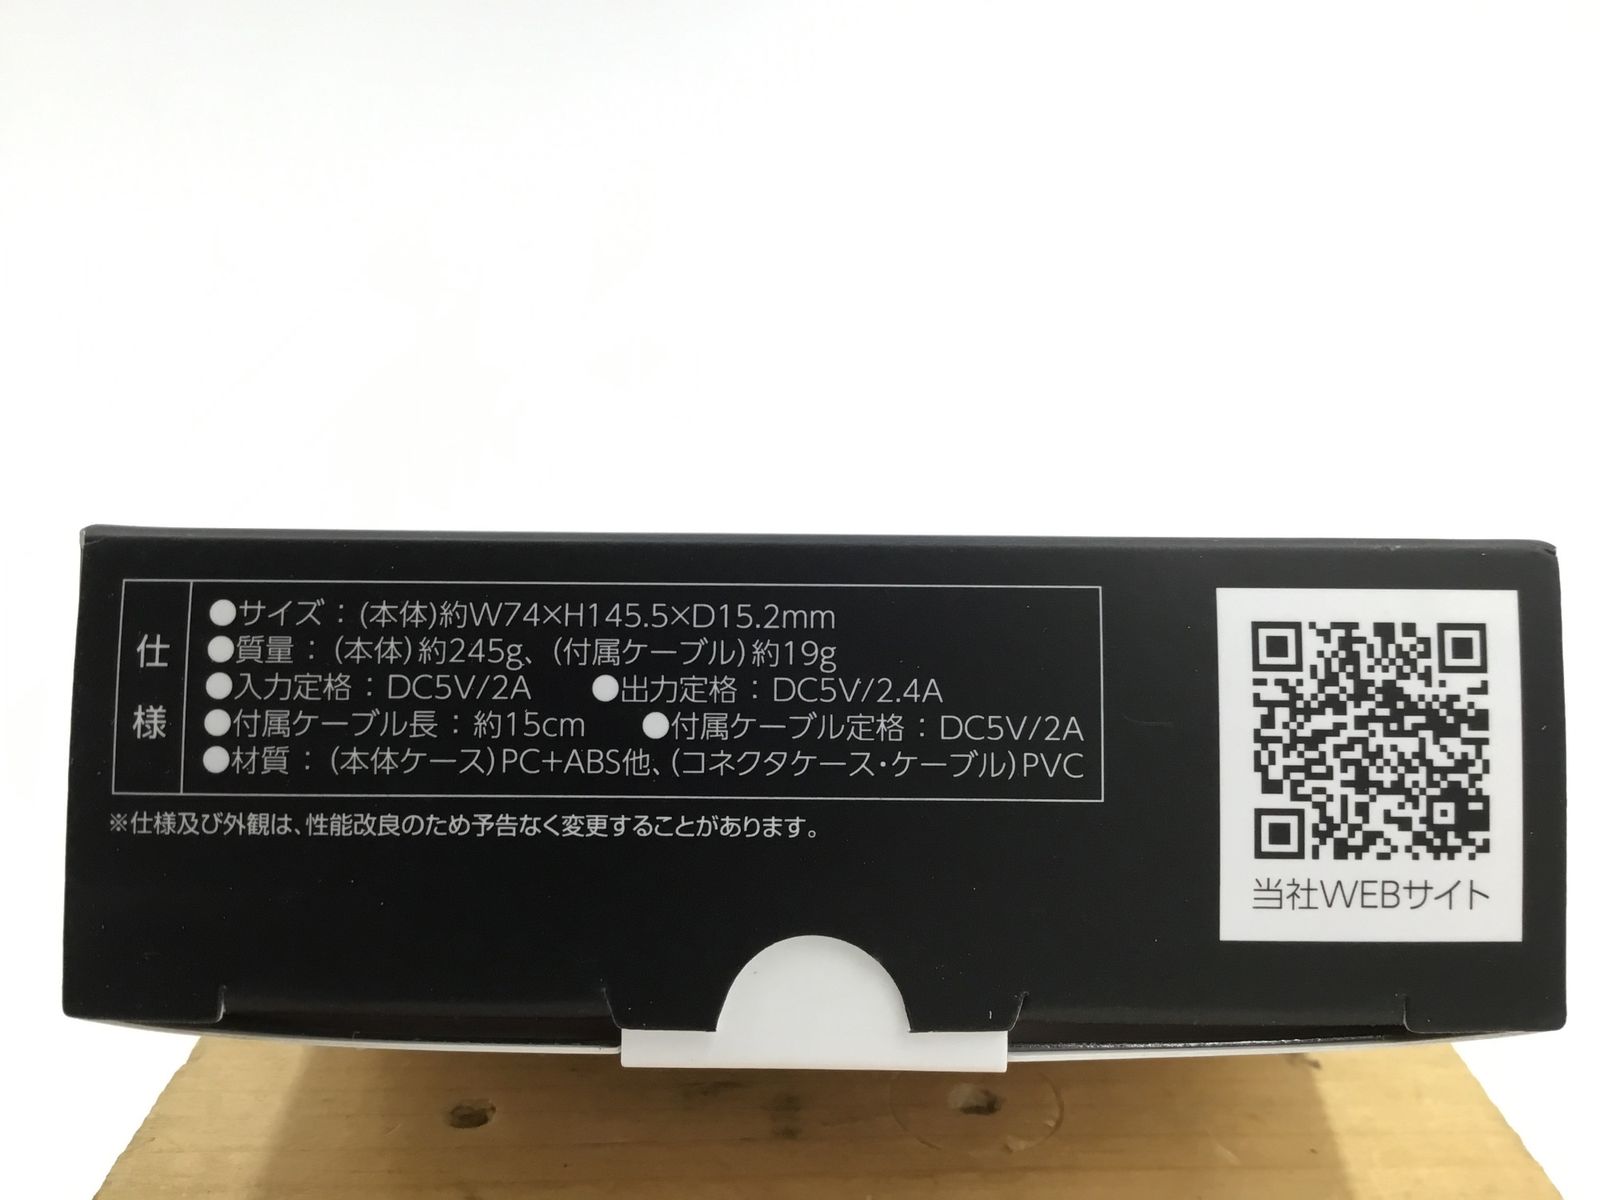 仕様
●サイズ：(本体)約W74×H145.5×D15.2mm
●質量：(本体)約245g、(付属ケーブル)約19g
●入力定格：DC5V/2A ●出力定格：DC5V/2.4A
●付属ケーブル長：約15cm ●付属ケーブル定格：DC5V/2A
●材質：(本体ケース)PC+ABS他、(コネクタケース・ケーブル)PVC
※仕様及び外観は、性能改良のため予告なく変更することがあります。
当社WEBサイト